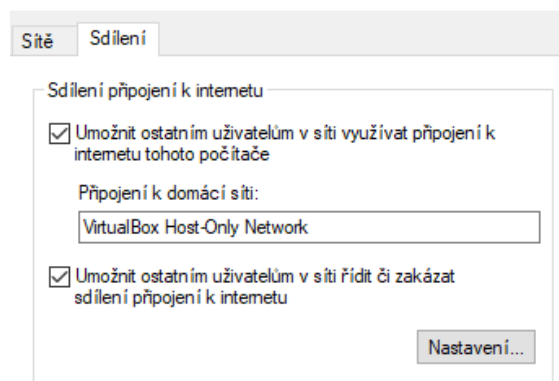 Sítě
Sdílení
Sdílení připojení k internetu
Umožnit ostatním uživatelům v síti využívat připojení k
internetu tohoto počítače
Připojení k domácí síti:
VirtualBox Host-Only Network
Umožnit ostatním uživatelům v síti řídit či zakázat
sdílení připojení k internetu
Nastavení...